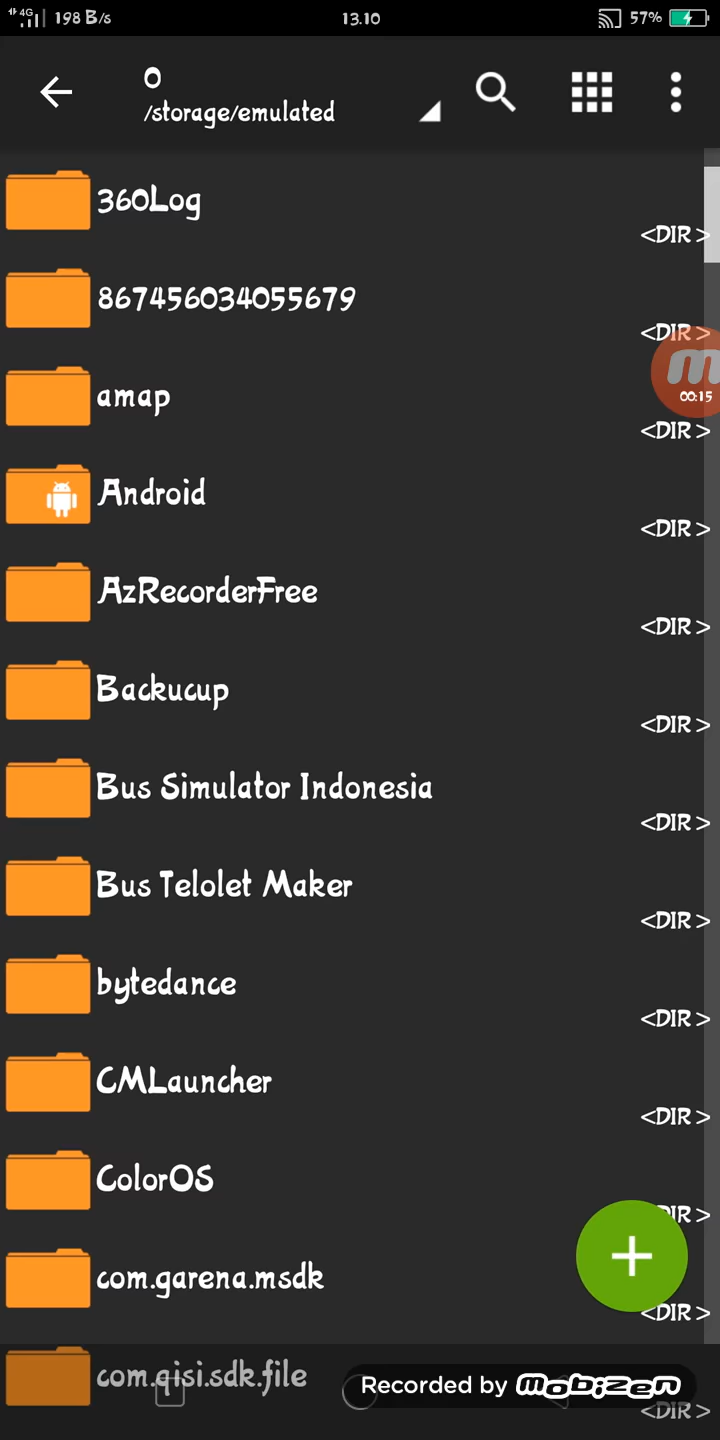 4G 198 B/s 13.10 57%
0
/storage/emulated
360Log
<DIR>
867456034055679
<DIR>
m
00:15
amap
<DIR>
Android
<DIR>
AzRecorderFree
<DIR>
Backucup
<DIR>
Bus Simulator Indonesia
<DIR>
Bus Telolet Maker
<DIR>
bytedance
<DIR>
CMLauncher
<DIR>
ColorOS
DIR>
com.garena.msdk
<DIR>
com.qisi.sdk.file
Recorded by mobizen
<DIR>